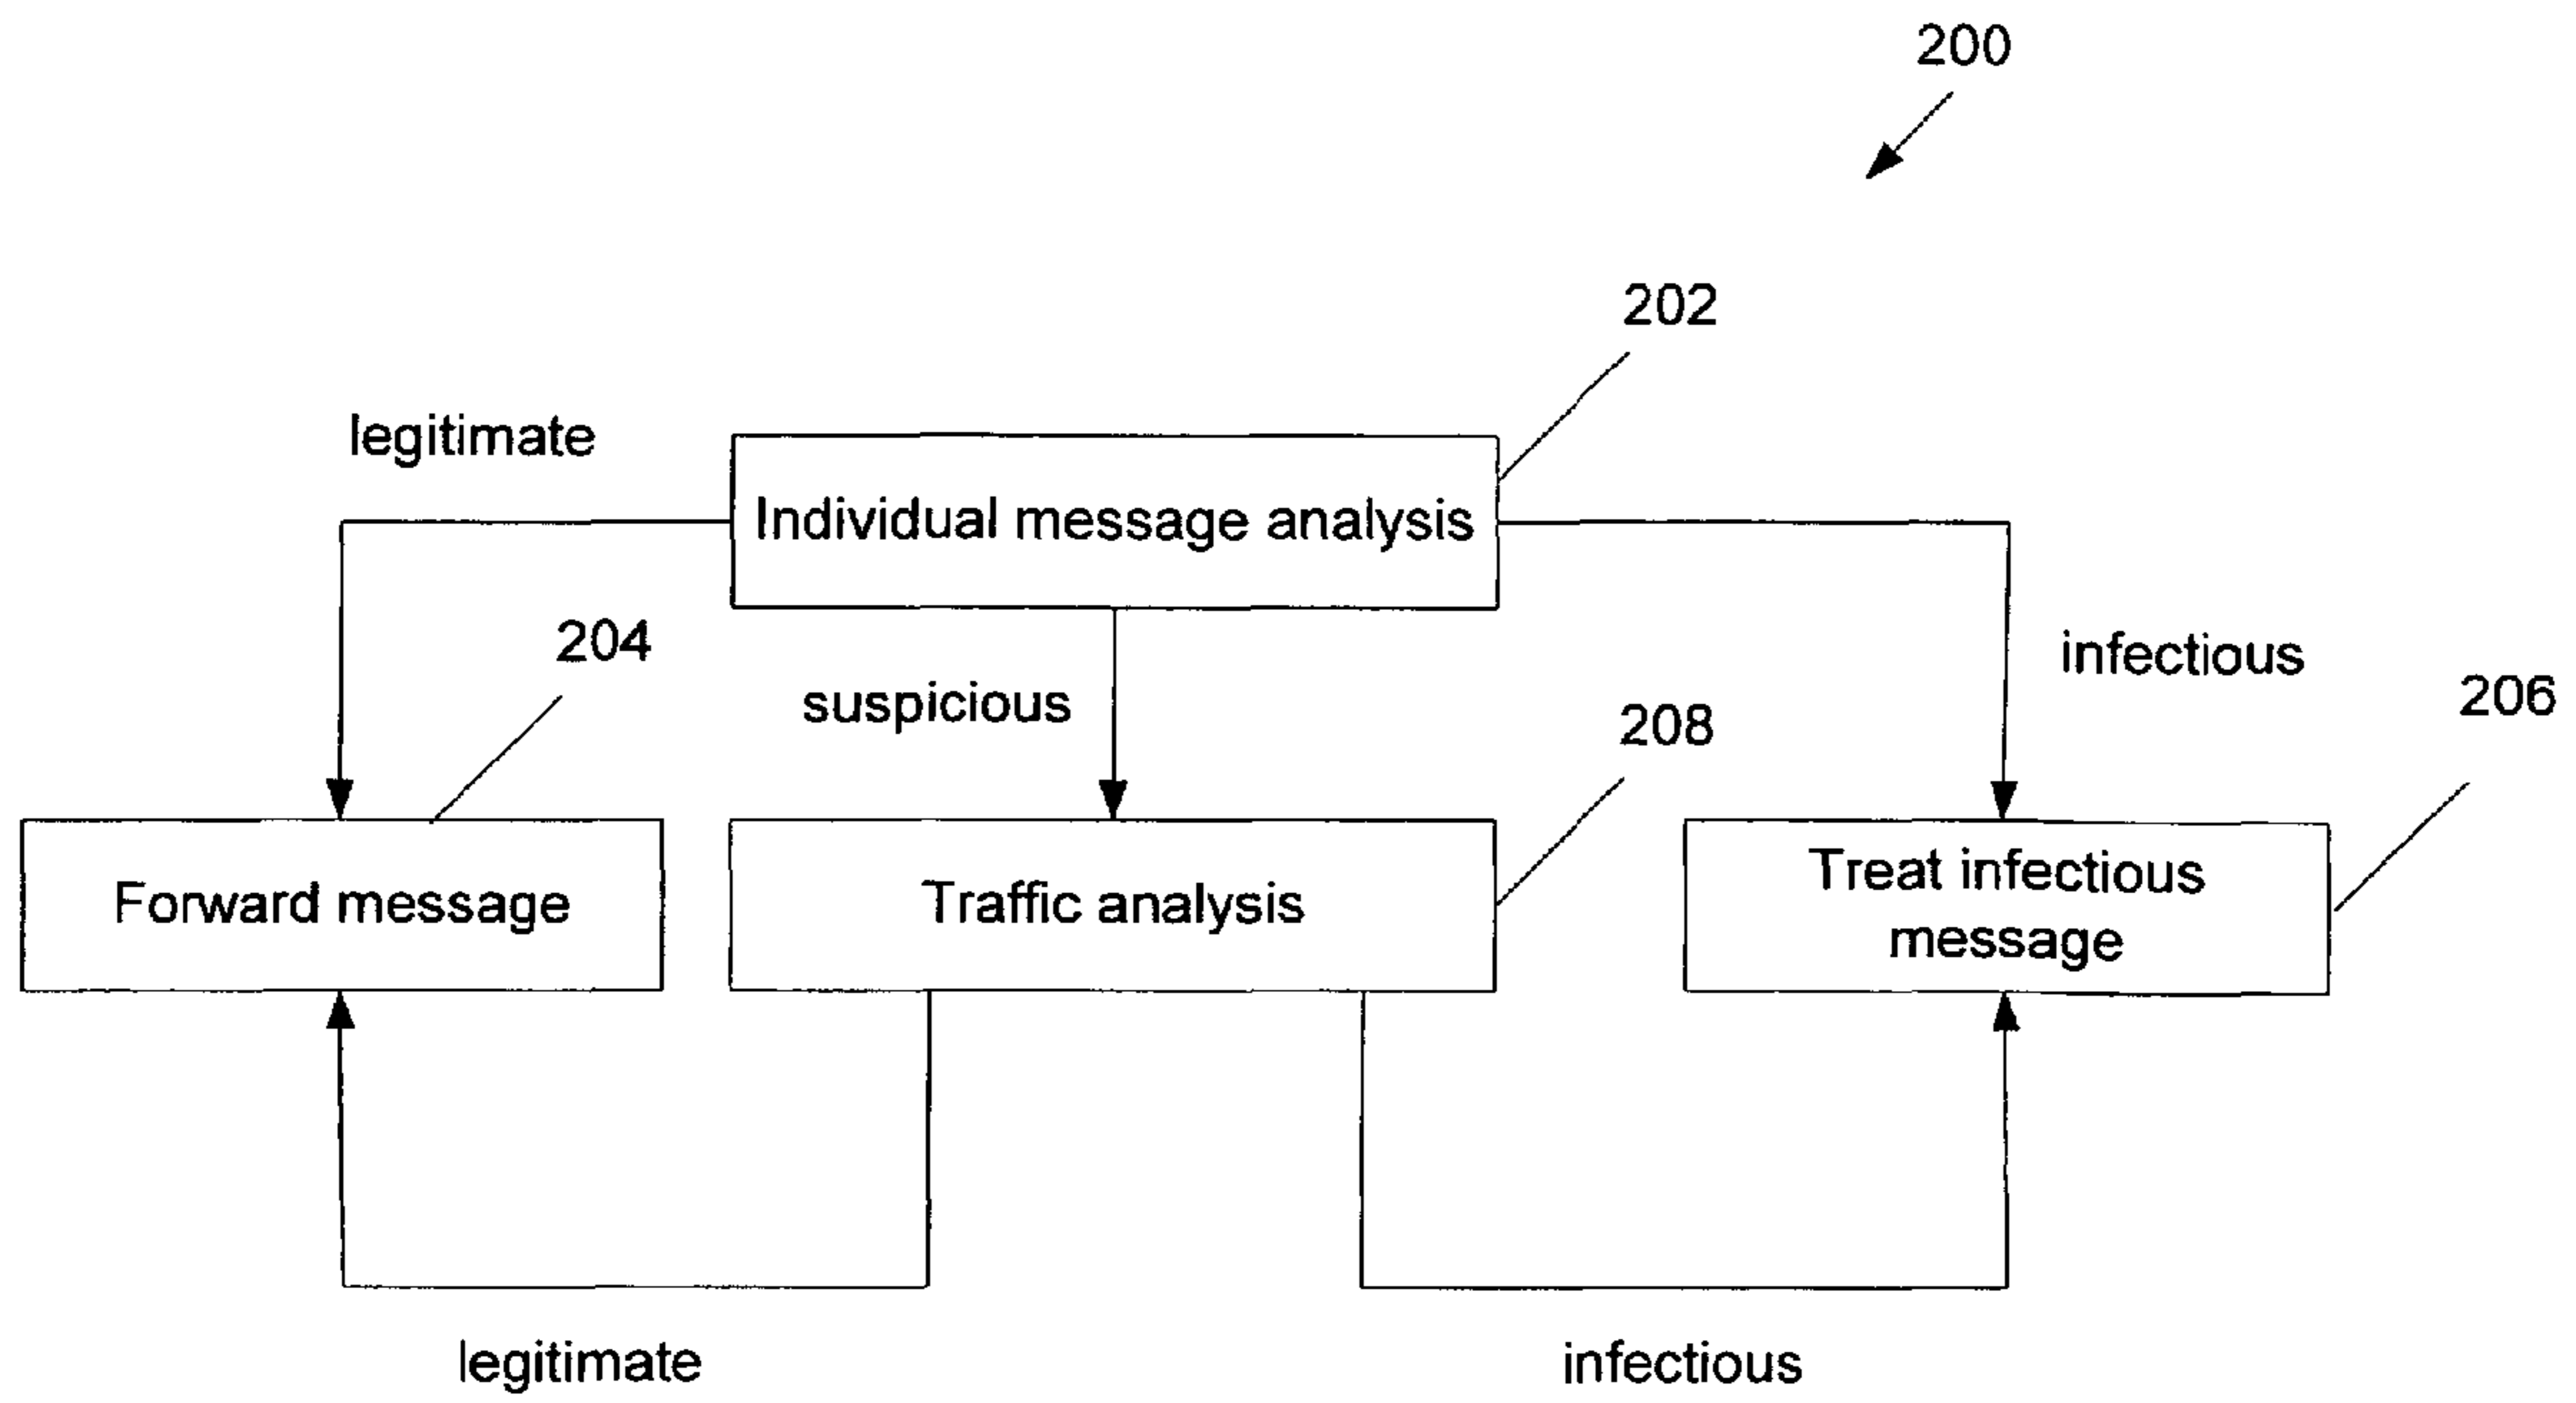 200
202
legitimate
Individual message analysis
204
suspicious
infectious
208
206
Forward message
Traffic analysis
Treat infectious
message
legitimate
infectious